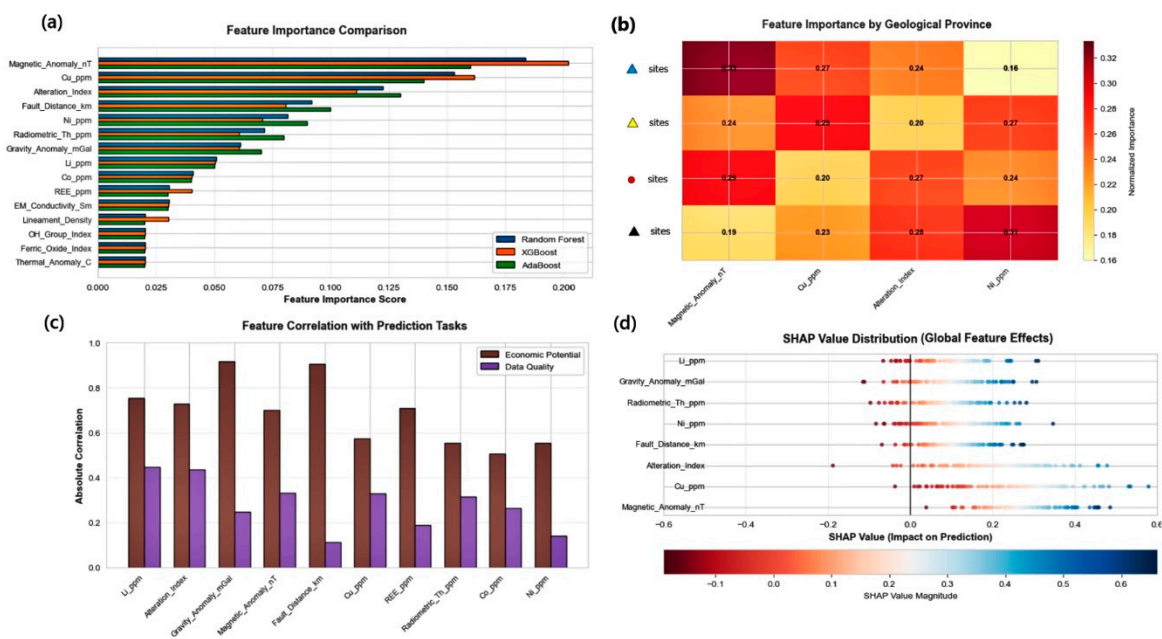 (a)
Feature Importance Comparison
Magnetic_Anomaly_nT
Cu_ppm
Alteration_Index
Fault_Distance_km
Ni_ppm
Radiometric_Th_ppm
Gravity_Anomaly_mGal
Li_ppm
Co_ppm
REE_ppm
EM_Conductivity_Sm
Lineament_Density
OH_Group_Index
Ferric_Oxide_Index
Thermal_Anomaly_C
Random Forest
XGBoost
AdaBoost
0.000 0.025 0.050 0.075 0.100 0.125 0.150 0.175 0.200
Feature Importance Score
(b)
Feature Importance by Geological Province
sites 0.27 0.24 0.16
sites 0.24 0.20 0.27
sites 0.29 0.20 0.27 0.24
sites 0.19 0.23 0.28 0.31
Magnetic_Anomaly_nT
Cu_ppm
Alteration_Index
Ni_ppm
0.32
0.30
0.28
0.26
0.24
0.22
0.20
0.18
0.16
Normalized Importance
(c)
Feature Correlation with Prediction Tasks
Economic Potential
Data Quality
1.0
0.8
0.6
0.4
0.2
0.0
Absolute Correlation
Li_ppm
Alteration_Index
Gravity_Anomaly_mGal
Magnetic_Anomaly_nT
Fault_Distance_km
Cu_ppm
REE_ppm
Radiometric_Th_ppm
Co_ppm
Ni_ppm
(d)
SHAP Value Distribution (Global Feature Effects)
Li_ppm
Gravity_Anomaly_mGal
Radiometric_Th_ppm
Ni_ppm
Fault_Distance_km
Alteration_Index
Cu_ppm
Magnetic_Anomaly_nT
−0.6 −0.4 −0.2 0.0 0.2 0.4 0.6
SHAP Value (Impact on Prediction)
−0.1 0.0 0.1 0.2 0.3 0.4 0.5 0.6
SHAP Value Magnitude